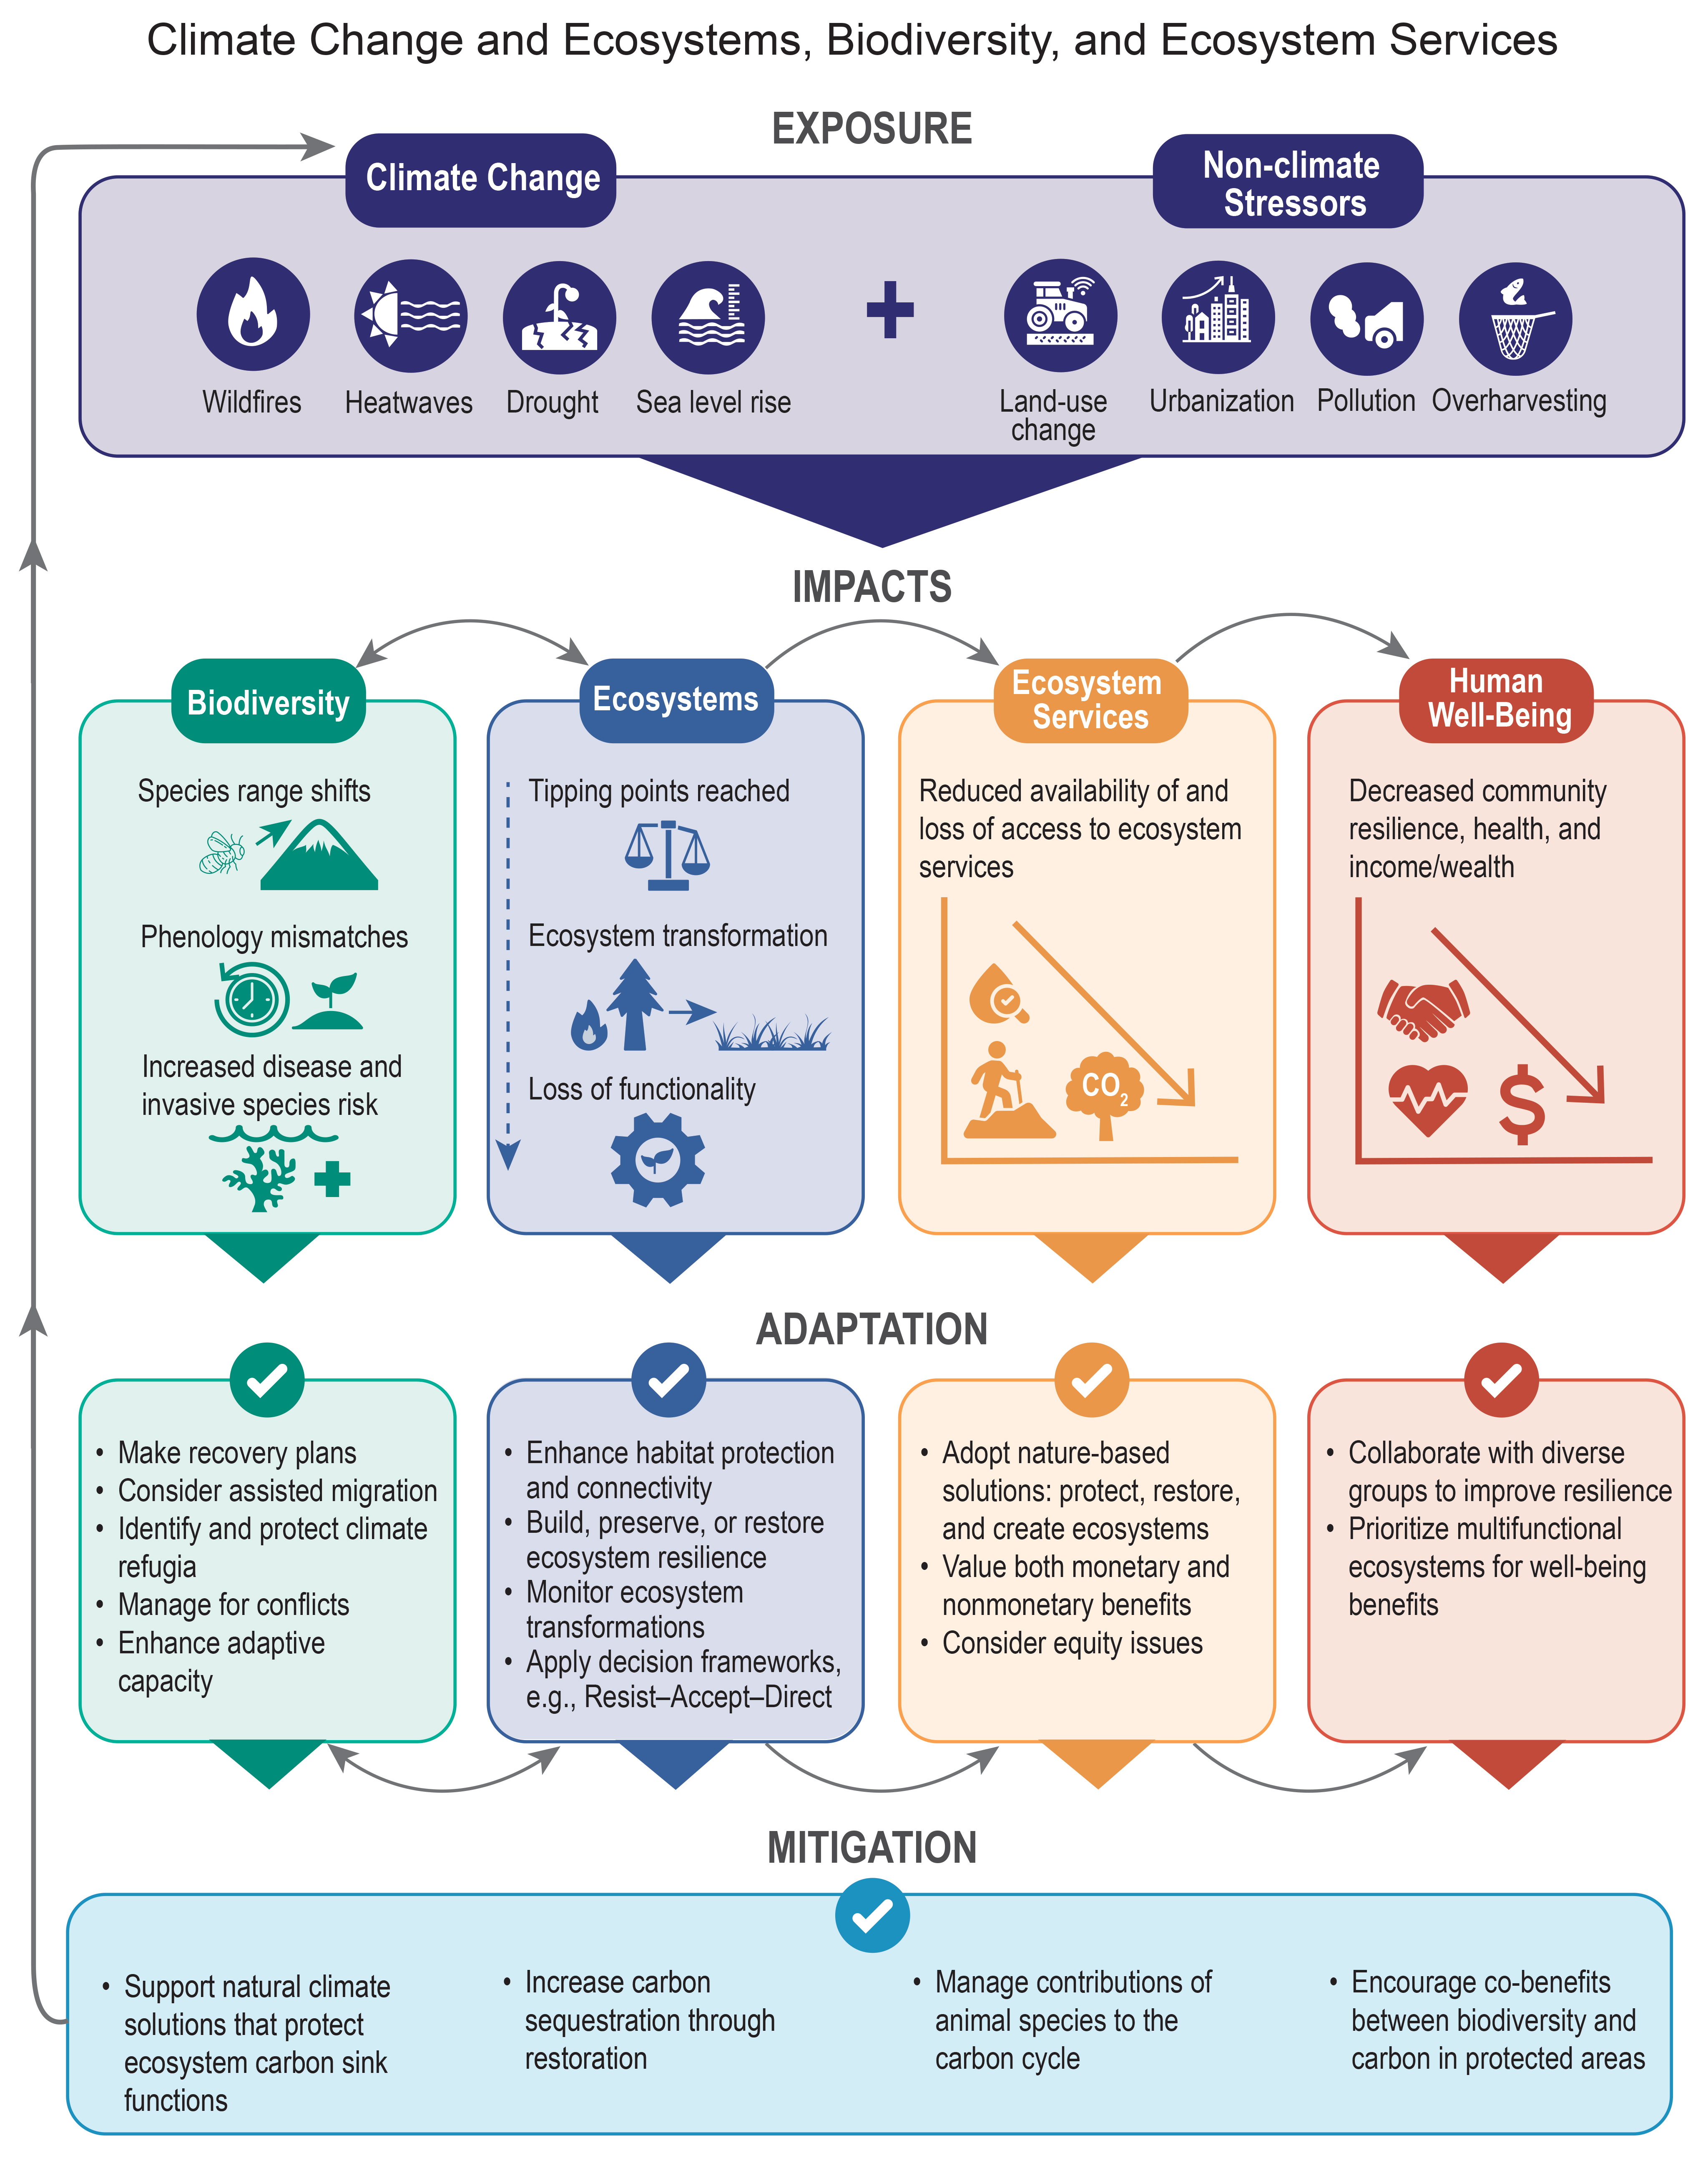 Climate Change and Ecosystems, Biodiversity, and Ecosystem Services
EXPOSURE
Climate Change
Non-climate
Stressors
Wildfires
Heatwaves
Drought
Sea level rise
+
Land-use
change
Urbanization
Pollution
Overharvesting
IMPACTS
Biodiversity
Species range shifts
Phenology mismatches
Increased disease and
invasive species risk
Ecosystems
Tipping points reached
Ecosystem transformation
Loss of functionality
Ecosystem
Services
Reduced availability of and
loss of access to ecosystem
services
CO2
Human
Well-Being
Decreased community
resilience, health, and
income/wealth
$
ADAPTATION
• Make recovery plans
• Consider assisted migration
• Identify and protect climate
refugia
• Manage for conflicts
• Enhance adaptive
capacity
• Enhance habitat protection
and connectivity
• Build, preserve, or restore
ecosystem resilience
• Monitor ecosystem
transformations
• Apply decision frameworks,
e.g., Resist–Accept–Direct
• Adopt nature-based
solutions: protect, restore,
and create ecosystems
• Value both monetary and
nonmonetary benefits
• Consider equity issues
• Collaborate with diverse
groups to improve resilience
• Prioritize multifunctional
ecosystems for well-being
benefits
MITIGATION
• Support natural climate
solutions that protect
ecosystem carbon sink
functions
• Increase carbon
sequestration through
restoration
• Manage contributions of
animal species to the
carbon cycle
• Encourage co-benefits
between biodiversity and
carbon in protected areas